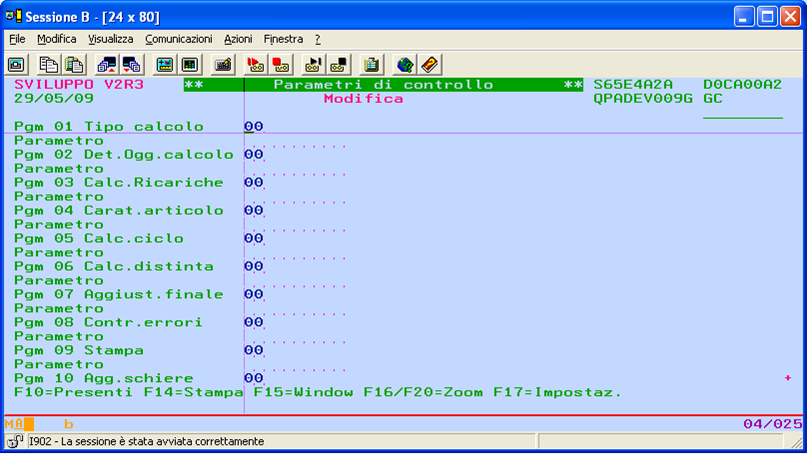 Sessione B - [24 x 80]
File Modifica Visualizza Comunicazioni Azioni Finestra ?
SVILUPPO V2R3 ** Parametri di controllo ** S65E4A2A D0CA00A2
29/05/09 Modifica QPADEV009G GC
Pgm 01 Tipo calcolo 00
Parametro . . . . . . . . . .
Pgm 02 Det.Ogg.calcolo 00
Parametro . . . . . . . . . .
Pgm 03 Calc.Ricariche 00
Parametro . . . . . . . . . .
Pgm 04 Carat.articolo 00
Parametro . . . . . . . . . .
Pgm 05 Calc.ciclo 00
Parametro . . . . . . . . . .
Pgm 06 Calc.distinta 00
Parametro . . . . . . . . . .
Pgm 07 Aggiust.finale 00
Parametro . . . . . . . . . .
Pgm 08 Contr.errori 00
Parametro . . . . . . . . . .
Pgm 09 Stampa 00
Parametro . . . . . . . . . .
Pgm 10 Agg.schiere 00 +
F10=Presenti F14=Stampa F15=Window F16/F20=Zoom F17=Impostaz.
MA b 04/025
I902 - La sessione è stata avviata correttamente